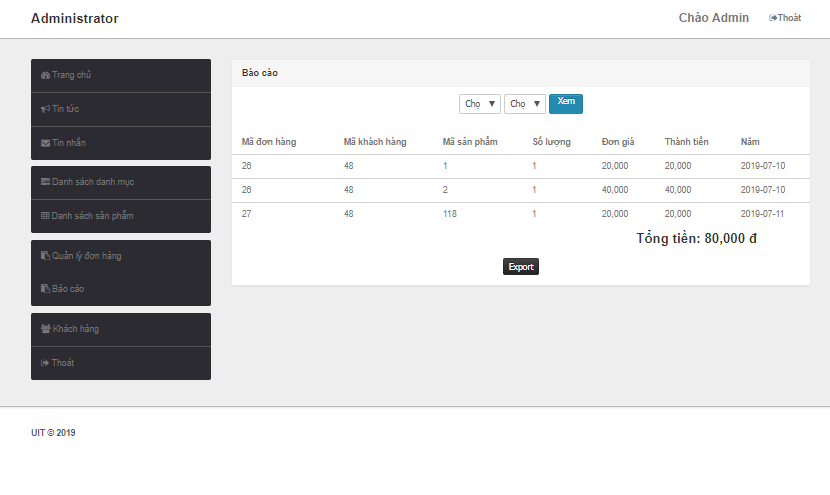 Administrator
Chào Admin
Thoát
Trang chủ
Tin tức
Tin nhắn
Danh sách danh mục
Danh sách sản phẩm
Quản lý đơn hàng
Báo cáo
Khách hàng
Thoát
Báo cáo
Chọ Chọ Xem
Mã đơn hàng Mã khách hàng Mã sản phẩm Số lượng Đơn giá Thành tiền Năm
26 48 1 1 20,000 20,000 2019-07-10
26 48 2 1 40,000 40,000 2019-07-10
27 48 118 1 20,000 20,000 2019-07-11
Tổng tiền: 80,000 đ
Export
UIT © 2019